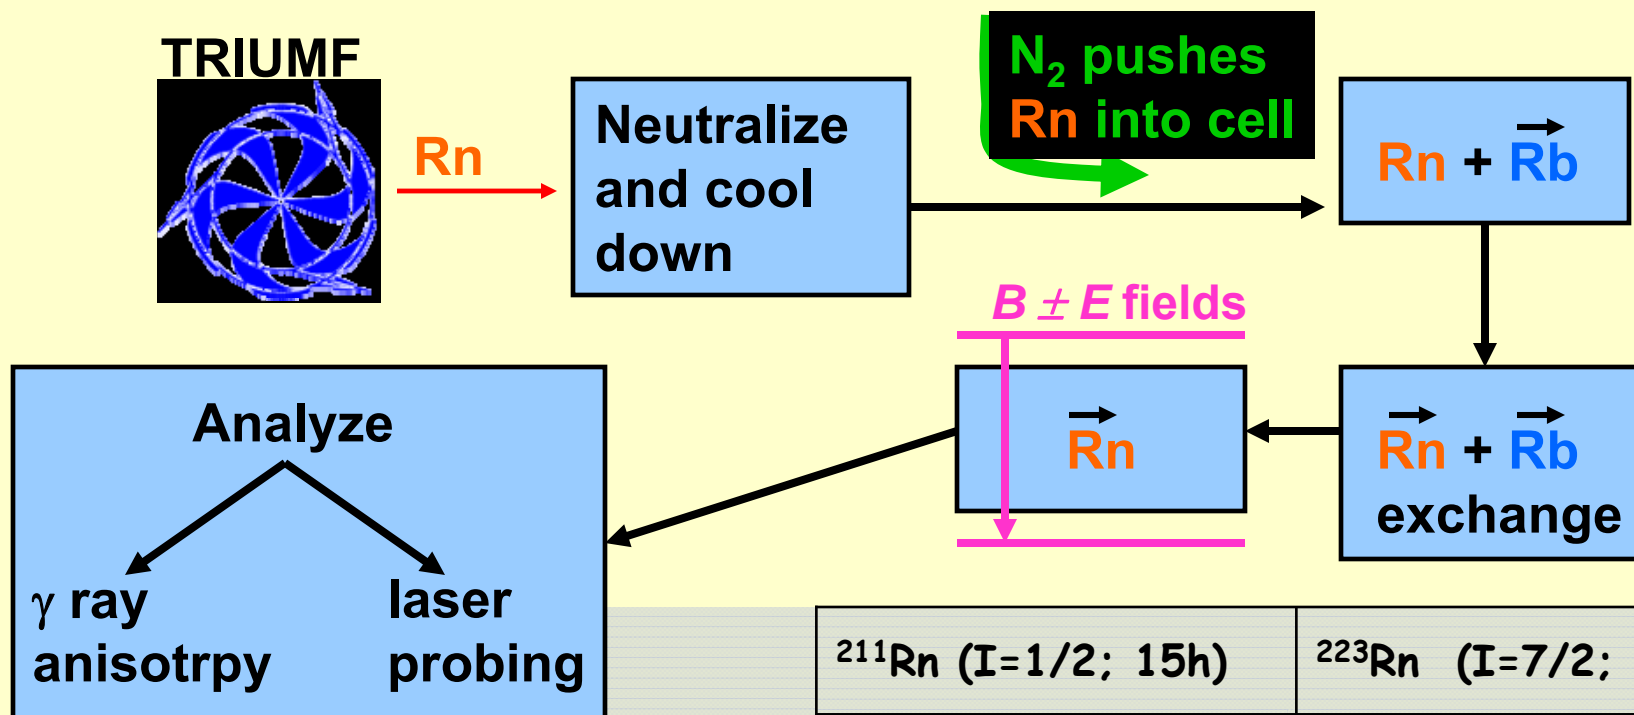 TRIUMF
Rn
Neutralize
and cool
down
N₂ pushes
Rn into cell
Rn + Rb
Rn + Rb
exchange
B ± E fields
Rn
Analyze
γ ray
anisotrpy
laser
probing
²¹¹Rn (I=1/2; 15h)
²²³Rn (I=7/2;